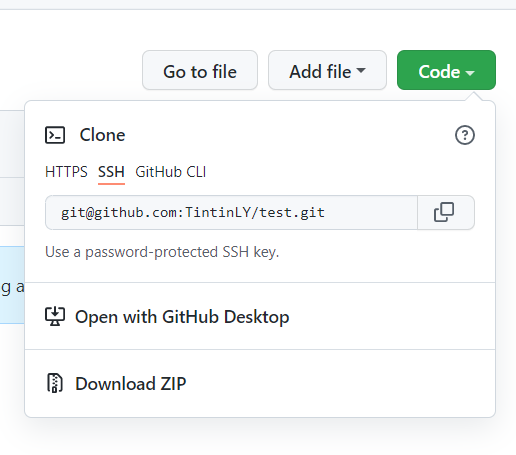 Go to file Add file Code
Clone
HTTPS SSH GitHub CLI
git@github.com:TintinLY/test.git
Use a password-protected SSH key.
g a
Open with GitHub Desktop
Download ZIP